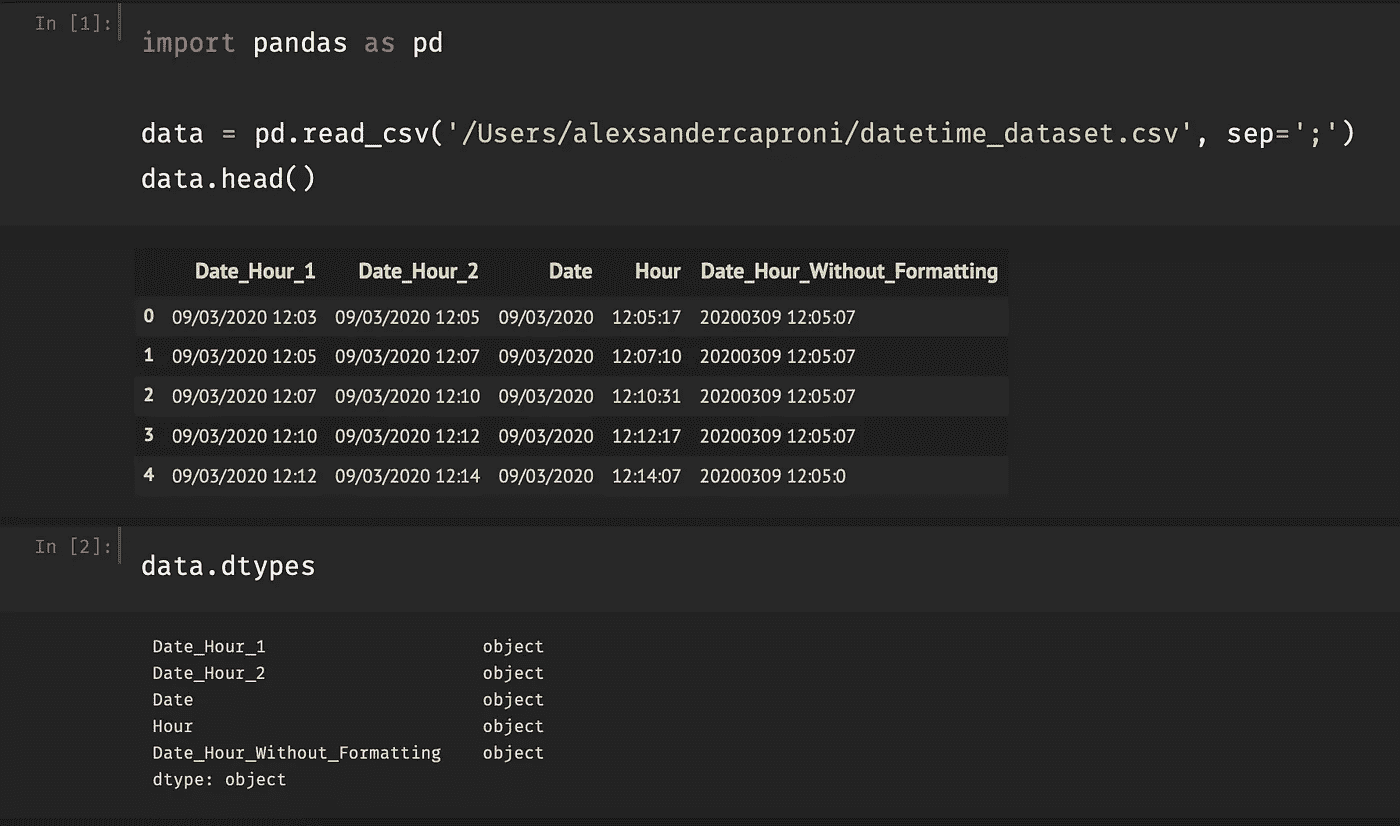 In [1]:
import pandas as pd
data = pd.read_csv('/Users/alexsandercaproni/datetime_dataset.csv', sep=';')
data.head()
Date_Hour_1 Date_Hour_2 Date Hour Date_Hour_Without_Formatting
0 09/03/2020 12:03 09/03/2020 12:05 09/03/2020 12:05:17 20200309 12:05:07
1 09/03/2020 12:05 09/03/2020 12:07 09/03/2020 12:07:10 20200309 12:05:07
2 09/03/2020 12:07 09/03/2020 12:10 09/03/2020 12:10:31 20200309 12:05:07
3 09/03/2020 12:10 09/03/2020 12:12 09/03/2020 12:12:17 20200309 12:05:07
4 09/03/2020 12:12 09/03/2020 12:14 09/03/2020 12:14:07 20200309 12:05:0
In [2]:
data.dtypes
Date_Hour_1 object
Date_Hour_2 object
Date object
Hour object
Date_Hour_Without_Formatting object
dtype: object